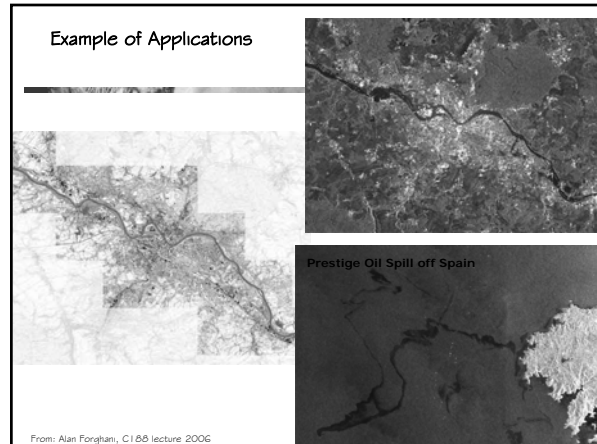 Example of Applications
Prestige Oil Spill off Spain
From: Alan Forghani, C188 lecture 2006